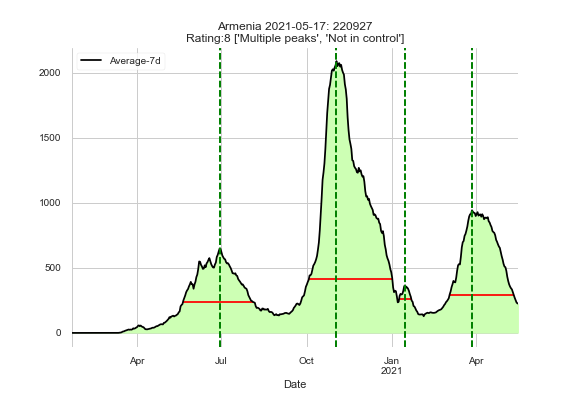 Armenia 2021-05-17: 220927
Rating:8 ['Multiple peaks', 'Not in control']
Average-7d
2000
1500
1000
500
0
Apr
Jul
Oct
Jan
2021
Apr
Date